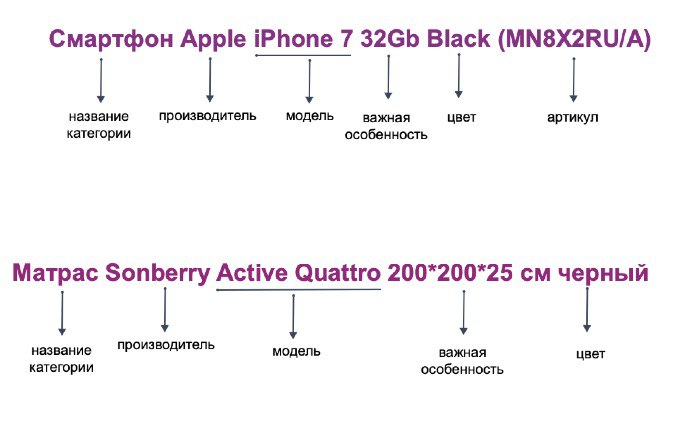 Смартфон Apple iPhone 7 32Gb Black (MN8X2RU/A)
название категории
производитель
модель
важная особенность
цвет
артикул
Матрас Sonberry Active Quattro 200*200*25 см черный
название категории
производитель
модель
важная особенность
цвет